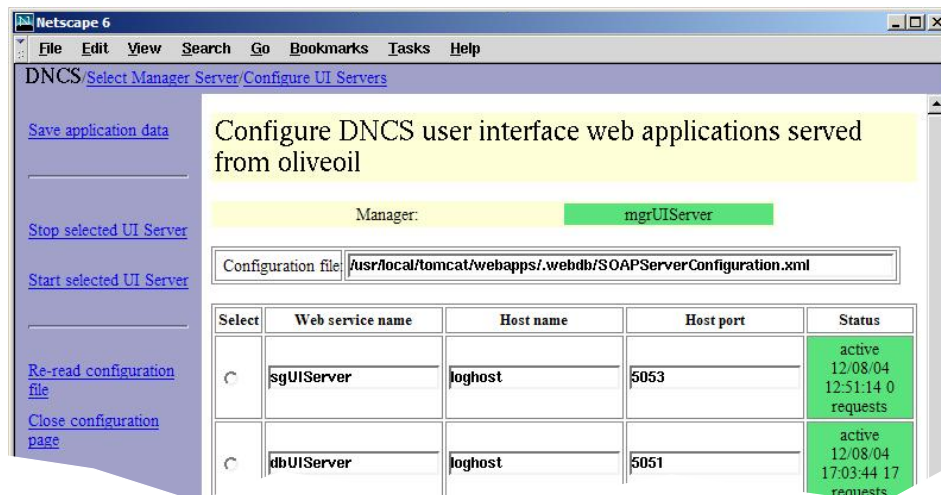 Netscape 6
File Edit View Search Go Bookmarks Tasks Help
DNCS/Select Manager Server/Configure UI Servers
Save application data
Stop selected UI Server
Start selected UI Server
Re-read configuration
file
Close configuration
page
Configure DNCS user interface web applications served
from oliveoil
Manager: mgrUIServer
Configuration file: /usr/local/tomcat/webapps/.webdb/SOAPServerConfiguration.xml
Select Web service name Host name Host port Status
sgUIServer loghost 5053 active
12/08/04
12:51:14 0
requests
dbUIServer loghost 5051 active
12/08/04
17:03:44 17
requests